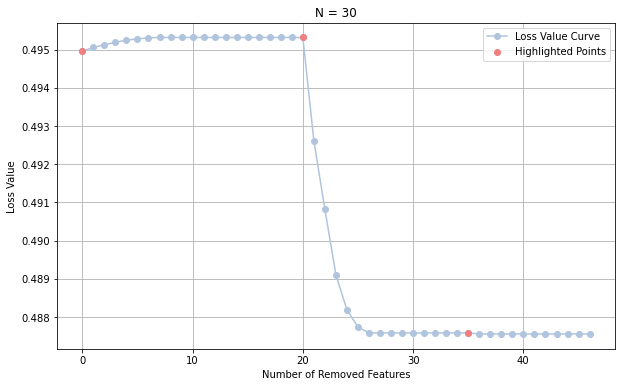 N = 30
Loss Value Curve
Highlighted Points
0.495
0.494
0.493
0.492
0.491
0.490
0.489
0.488
Loss Value
0 10 20 30 40
Number of Removed Features